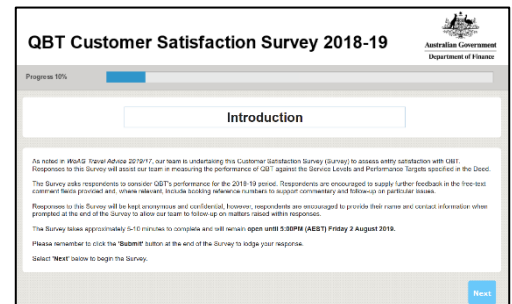 QBT Customer Satisfaction Survey 2018-19
Australian Government
Department of Finance
Progress 10%
Introduction
As noted in WoAG Travel Advice 2019/17, our team is undertaking this Customer Satisfaction Survey (Survey) to assess entity satisfaction with QBT.
Responses to this Survey will assist our team in measuring the performance of QBT against the Service Levels and Performance Targets specified in the Deed.
The Survey asks respondents to consider QBT's performance for the 2018-19 period. Respondents are encouraged to supply further feedback in the free-text
comment fields provided and, where relevant, include booking reference numbers to support commentary and follow-up on particular issues.
Responses to this Survey will be kept anonymous and confidential, however, respondents are encouraged to provide their name and contact information when
prompted at the end of the Survey to allow our team to follow-up on matters raised within responses.
The Survey takes approximately 5-10 minutes to complete and will remain open until 5:00PM (AEST) Friday 2 August 2019.
Please remember to click the 'Submit' button at the end of the Survey to lodge your response.
Select 'Next' below to begin the Survey.
Next